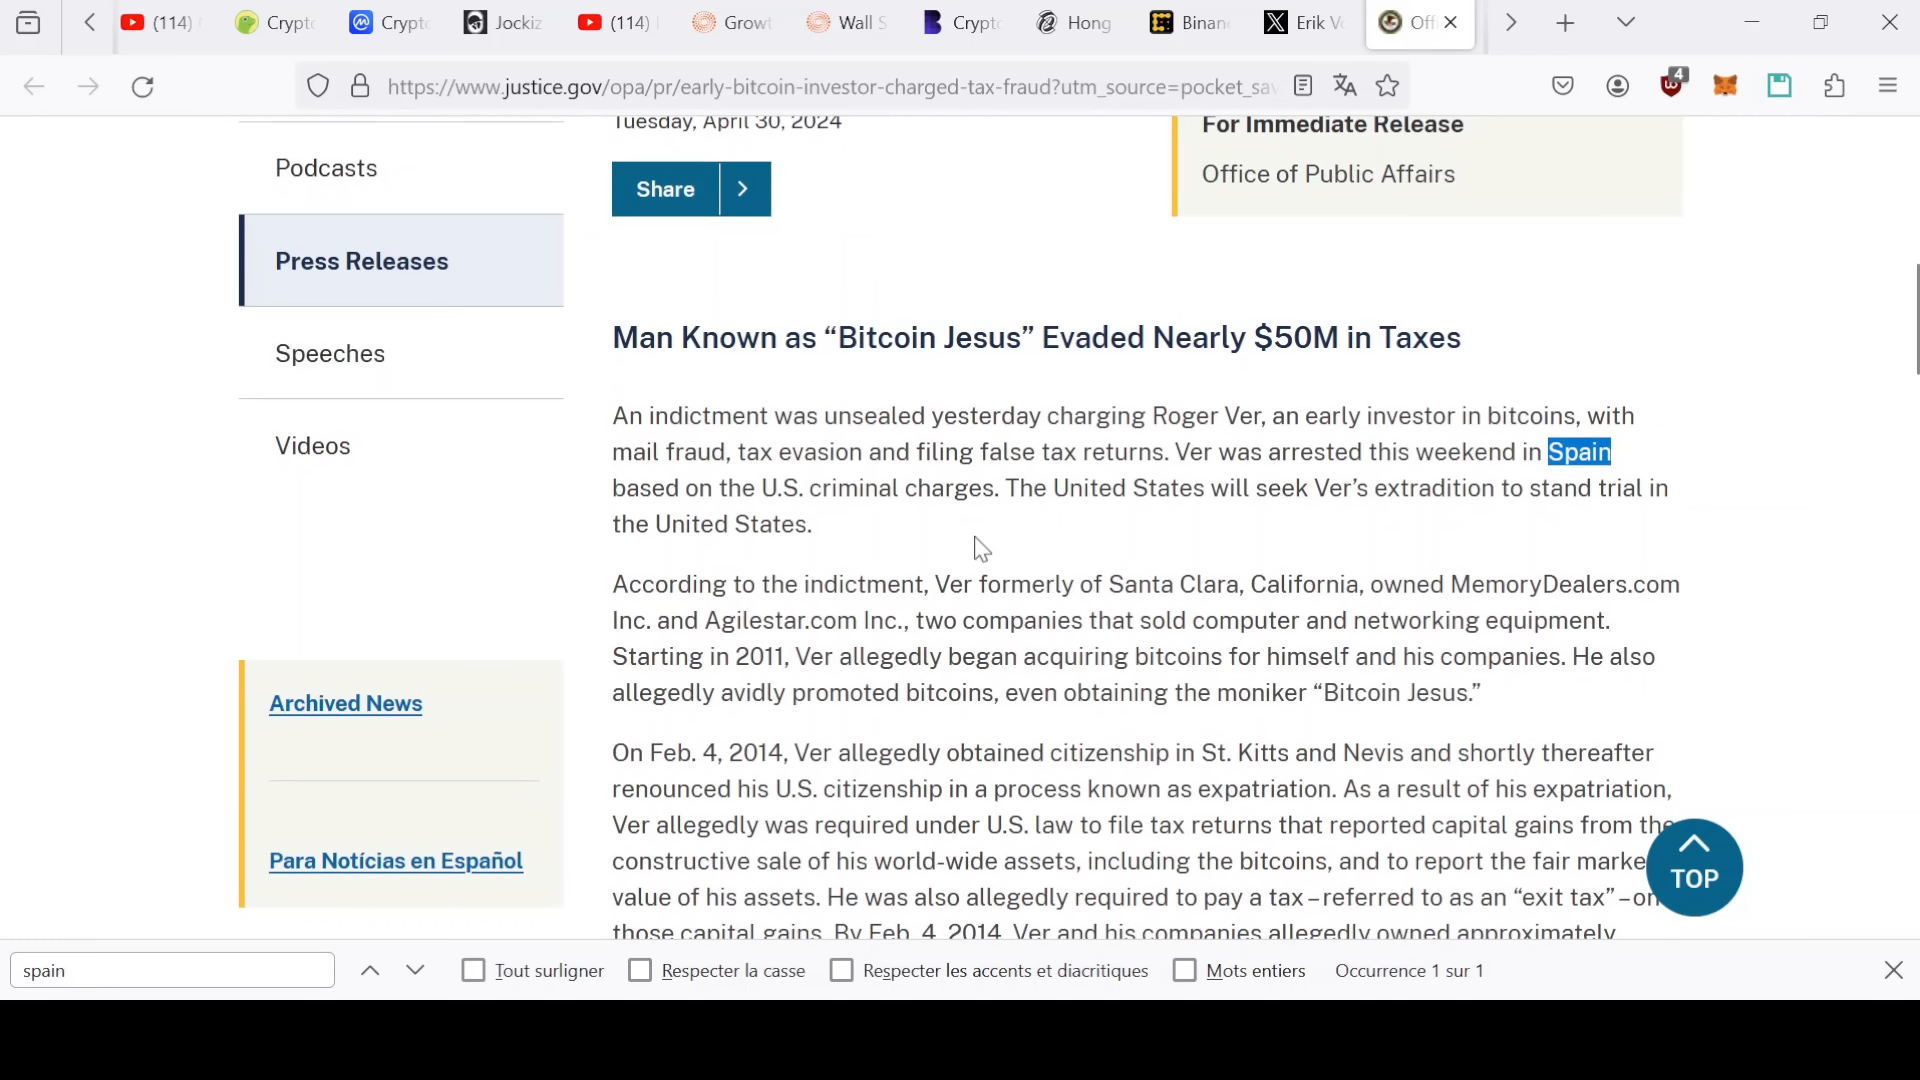 (114)
Crypto
Crypte
Jockiz
(114)
Growt
Wall S
Crypto
Hong
Binan
Erik Vo
Offi
https://www.justice.gov/opa/pr/early-bitcoin-investor-charged-tax-fraud?utm_source=pocket_sav
4
Podcasts
Press Releases
Speeches
Videos
Archived News
Para Notícias en Español
Tuesday, April 30, 2024
Share
For Immediate Release
Office of Public Affairs
Man Known as “Bitcoin Jesus” Evaded Nearly $50M in Taxes
An indictment was unsealed yesterday charging Roger Ver, an early investor in bitcoins, with
mail fraud, tax evasion and filing false tax returns. Ver was arrested this weekend in Spain
based on the U.S. criminal charges. The United States will seek Ver’s extradition to stand trial in
the United States.
According to the indictment, Ver formerly of Santa Clara, California, owned MemoryDealers.com
Inc. and Agilestar.com Inc., two companies that sold computer and networking equipment.
Starting in 2011, Ver allegedly began acquiring bitcoins for himself and his companies. He also
allegedly avidly promoted bitcoins, even obtaining the moniker “Bitcoin Jesus.”
On Feb. 4, 2014, Ver allegedly obtained citizenship in St. Kitts and Nevis and shortly thereafter
renounced his U.S. citizenship in a process known as expatriation. As a result of his expatriation,
Ver allegedly was required under U.S. law to file tax returns that reported capital gains from the
constructive sale of his world-wide assets, including the bitcoins, and to report the fair marke
value of his assets. He was also allegedly required to pay a tax – referred to as an “exit tax” – on
those capital gains. By Feb. 4, 2014, Ver and his companies allegedly owned approximately
TOP
spain
Tout surligner
Respecter la casse
Respecter les accents et diacritiques
Mots entiers
Occurrence 1 sur 1